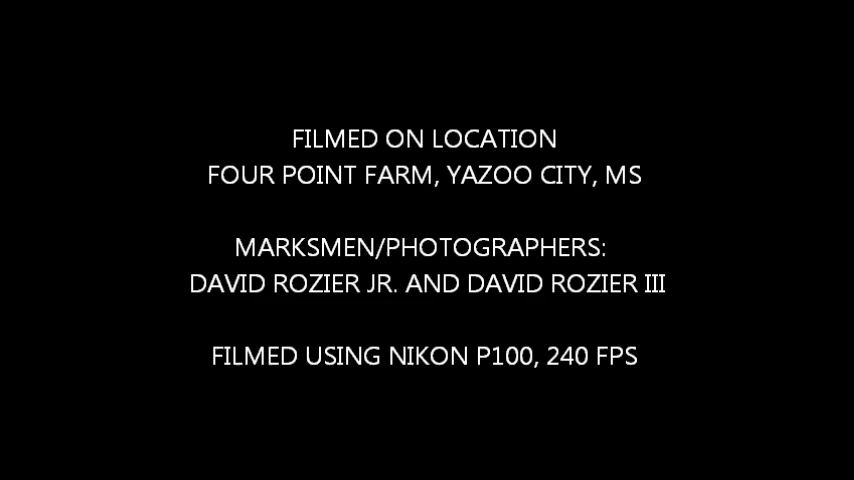 FILMED ON LOCATION
FOUR POINT FARM, YAZOO CITY, MS
MARKSMEN/PHOTOGRAPHERS:
DAVID ROZIER JR. AND DAVID ROZIER III
FILMED USING NIKON P100, 240 FPS